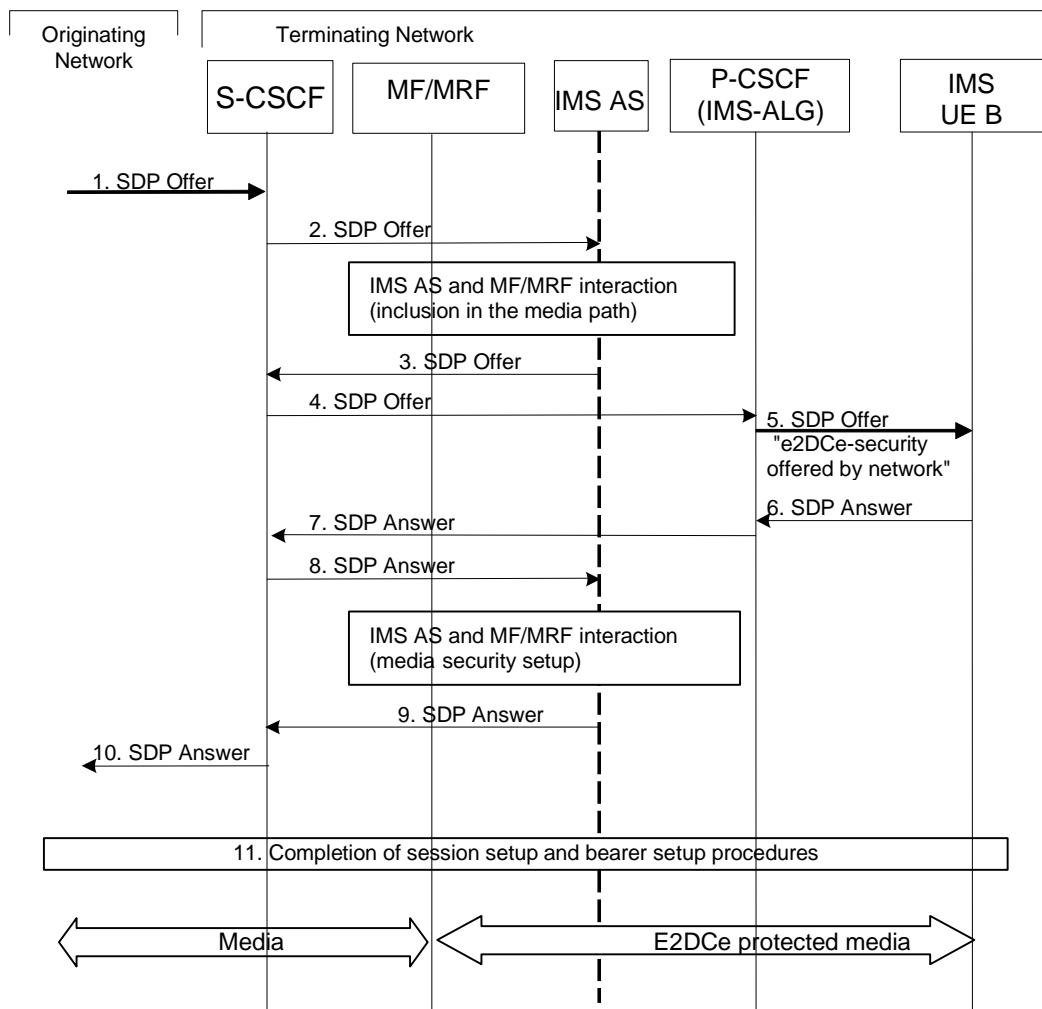 Originating
Network
Terminating Network
S-CSCF
MF/MRF
IMS AS
P-CSCF
(IMS-ALG)
IMS
UE B
1. SDP Offer
2. SDP Offer
IMS AS and MF/MRF interaction
(inclusion in the media path)
3. SDP Offer
4. SDP Offer
5. SDP Offer
"e2DCe-security
offered by network"
6. SDP Answer
7. SDP Answer
8. SDP Answer
IMS AS and MF/MRF interaction
(media security setup)
9. SDP Answer
10. SDP Answer
11. Completion of session setup and bearer setup procedures
Media
E2DCe protected media